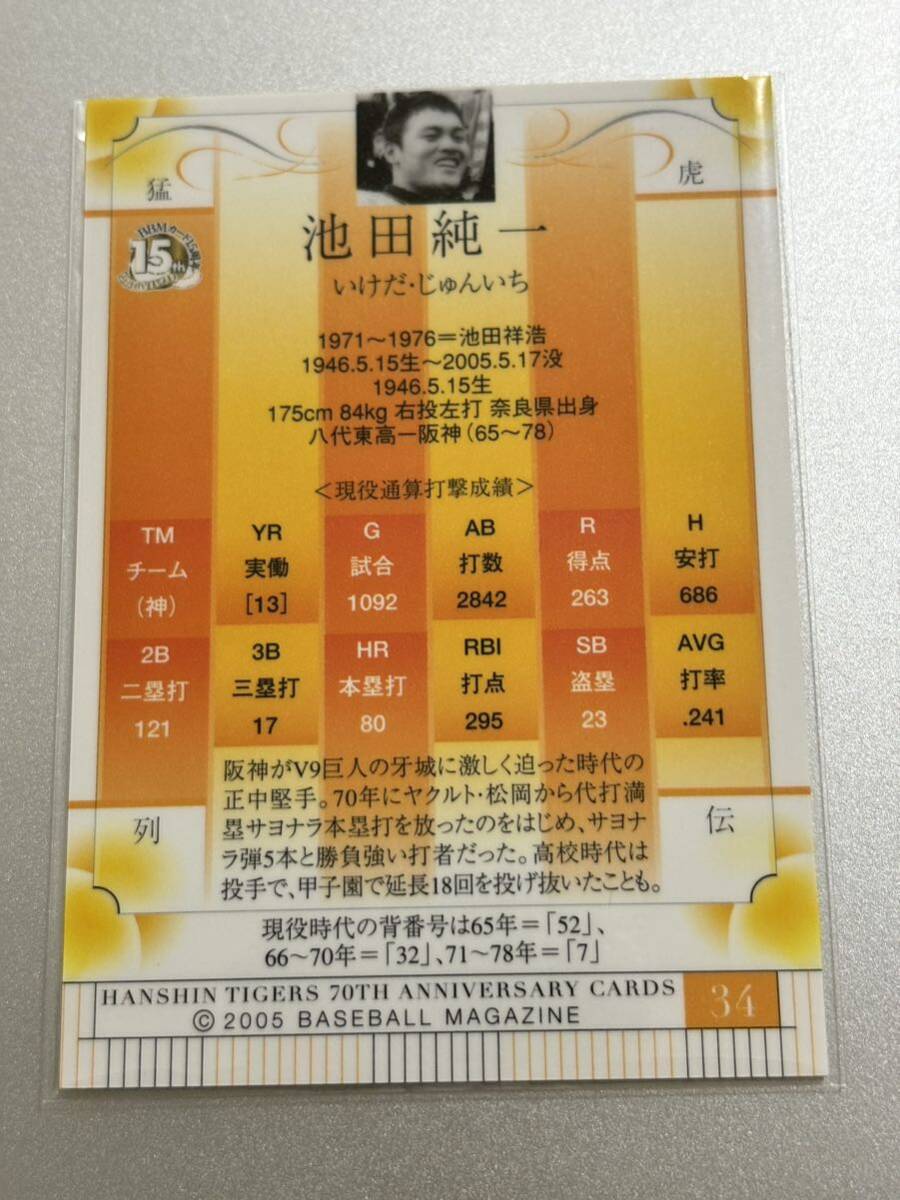 猛
虎
BBMカード15周年
15th
池田純一
いけだ・じゅんいち
1971〜1976＝池田祥浩
1946.5.15生〜2005.5.17没
1946.5.15生
175cm 84kg 右投左打 奈良県出身
八代東高ー阪神（65〜78）
＜現役通算打撃成績＞
TM YR G AB R H
チーム 実働 試合 打数 得点 安打
（神） [13] 1092 2842 263 686
2B 3B HR RBI SB AVG
二塁打 三塁打 本塁打 打点 盗塁 打率
121 17 80 295 23 .241
阪神がV9巨人の牙城に激しく迫った時代の
正中堅手。70年にヤクルト・松岡から代打満
塁サヨナラ本塁打を放ったのをはじめ、サヨナ
ラ弾5本と勝負強い打者だった。高校時代は
投手で、甲子園で延長18回を投げ抜いたことも。
列
伝
現役時代の背番号は65年＝「52」、
66〜70年＝「32」、71〜78年＝「7」
HANSHIN TIGERS 70TH ANNIVERSARY CARDS
© 2005 BASEBALL MAGAZINE
34